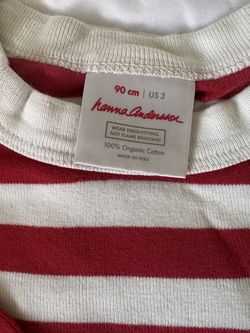 90 cm | US 3
hanna andersson
WEAR SNUG-FITTING,
NOT FLAME RESISTANT
100% Organic Cotton
MADE IN PERU